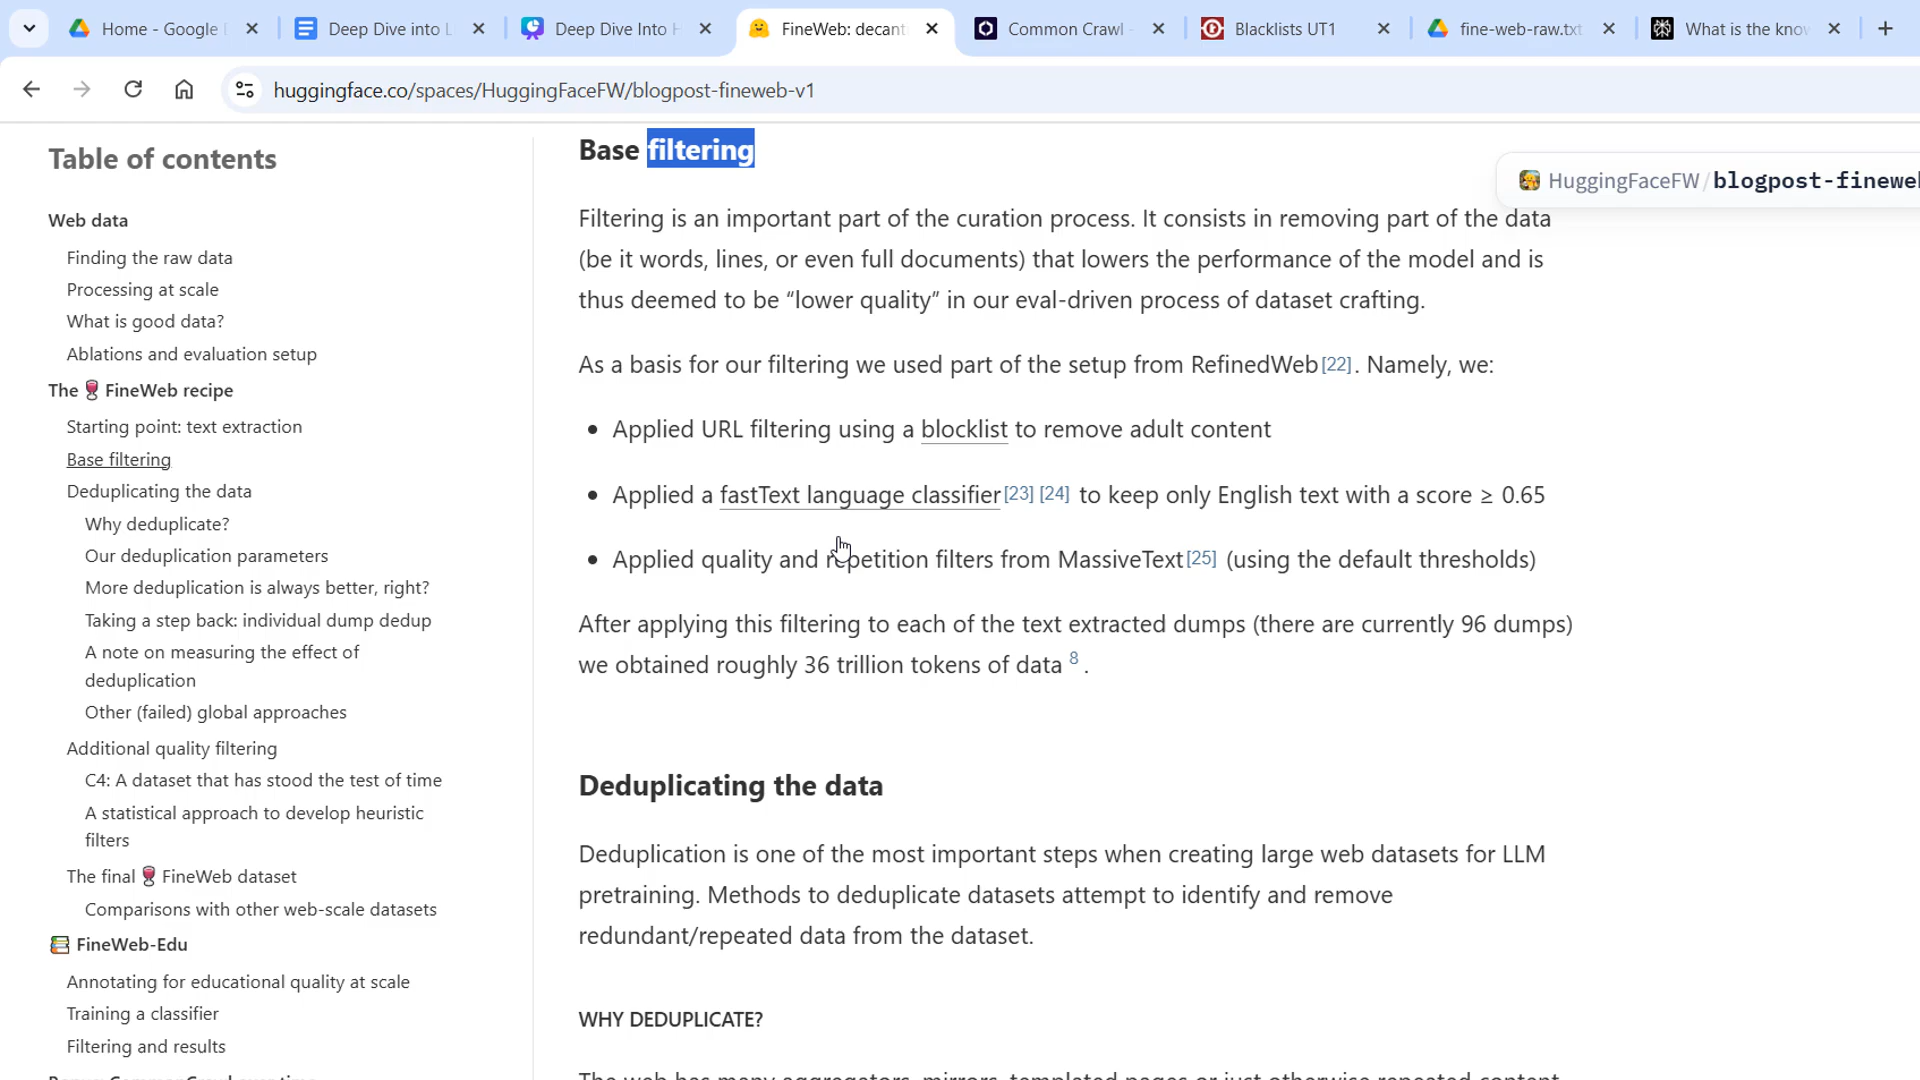 Home - Google
Deep Dive into
Deep Dive Into
FineWeb: decant
Common Crawl
Blacklists UT1
fine-web-raw.txt
What is the know
huggingface.co/spaces/HuggingFaceFW/blogpost-fineweb-v1
HuggingFaceFW/blogpost-finewe
Table of contents
Web data
Finding the raw data
Processing at scale
What is good data?
Ablations and evaluation setup
The 🍷 FineWeb recipe
Starting point: text extraction
Base filtering
Deduplicating the data
Why deduplicate?
Our deduplication parameters
More deduplication is always better, right?
Taking a step back: individual dump dedup
A note on measuring the effect of
deduplication
Other (failed) global approaches
Additional quality filtering
C4: A dataset that has stood the test of time
A statistical approach to develop heuristic
filters
The final 🍷 FineWeb dataset
Comparisons with other web-scale datasets
📚 FineWeb-Edu
Annotating for educational quality at scale
Training a classifier
Filtering and results
Base filtering
Filtering is an important part of the curation process. It consists in removing part of the data
(be it words, lines, or even full documents) that lowers the performance of the model and is
thus deemed to be “lower quality” in our eval-driven process of dataset crafting.
As a basis for our filtering we used part of the setup from RefinedWeb[22]. Namely, we:
• Applied URL filtering using a blocklist to remove adult content
• Applied a fastText language classifier[23] [24] to keep only English text with a score ≥ 0.65
• Applied quality and repetition filters from MassiveText[25] (using the default thresholds)
After applying this filtering to each of the text extracted dumps (there are currently 96 dumps)
we obtained roughly 36 trillion tokens of data 8 .
Deduplicating the data
Deduplication is one of the most important steps when creating large web datasets for LLM
pretraining. Methods to deduplicate datasets attempt to identify and remove
redundant/repeated data from the dataset.
WHY DEDUPLICATE?
The web has many aggregators, mirrors, templated pages or just otherwise repeated content